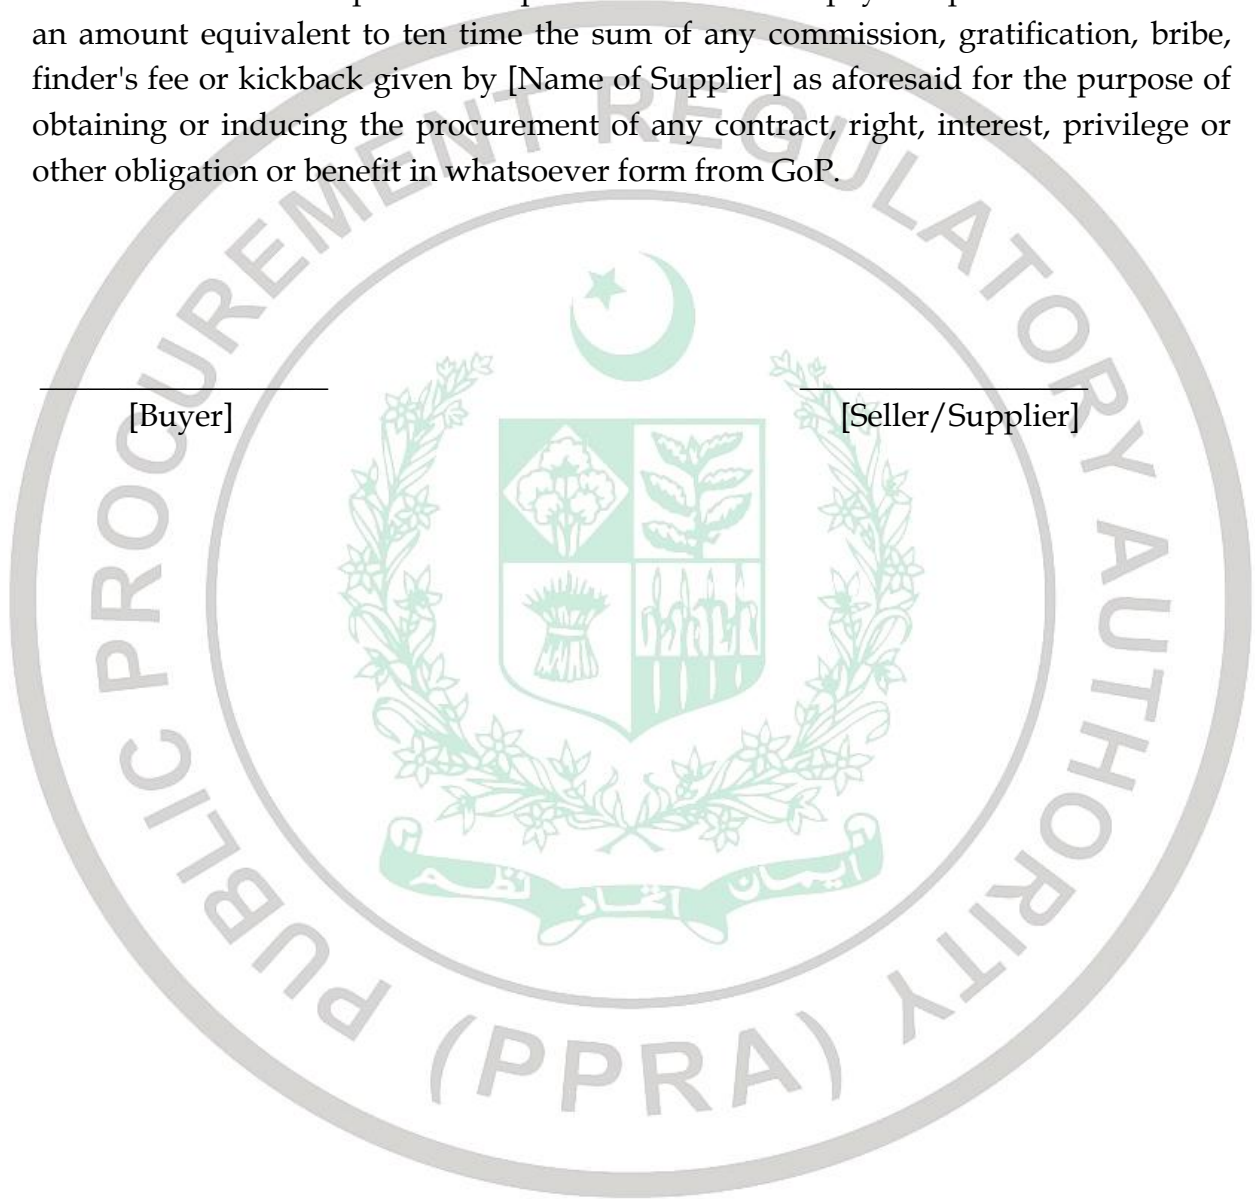 an amount equivalent to ten time the sum of any commission, gratification, bribe,
finder's fee or kickback given by [Name of Supplier] as aforesaid for the purpose of
obtaining or inducing the procurement of any contract, right, interest, privilege or
other obligation or benefit in whatsoever form from GoP.
[Buyer] [Seller/Supplier]
PUBLIC PROCUREMENT REGULATORY AUTHORITY
(PPRA)
ایمان اتحاد نظم